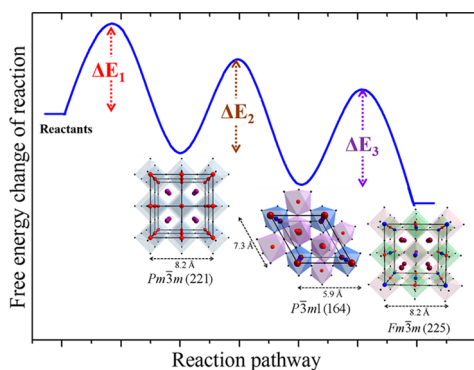 Free energy change of reaction
ΔE₁
ΔE₂
ΔE₃
Reactants
8.2 Å
Pm3̅m (221)
7.3 Å
5.9 Å
P3̅m1 (164)
8.2 Å
Fm3̅m (225)
Reaction pathway